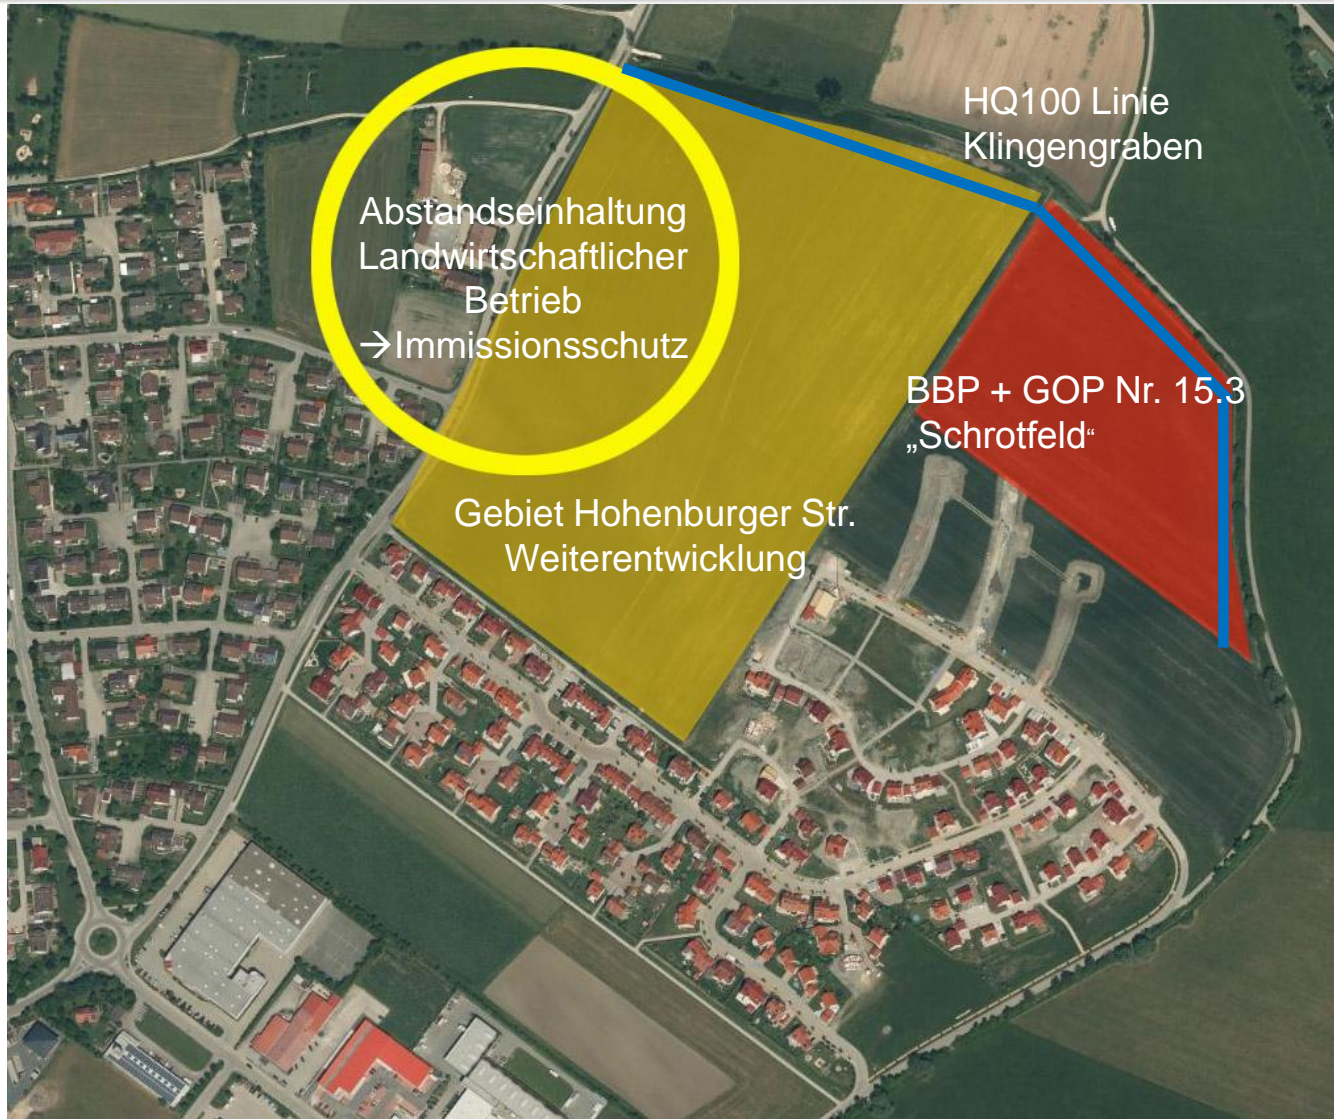 HQ100 Linie
Klingengraben
Abstandseinhaltung
Landwirtschaftlicher
Betrieb
→Immissionsschutz
BBP + GOP Nr. 15.3
„Schrotfeld“
Gebiet Hohenburger Str.
Weiterentwicklung